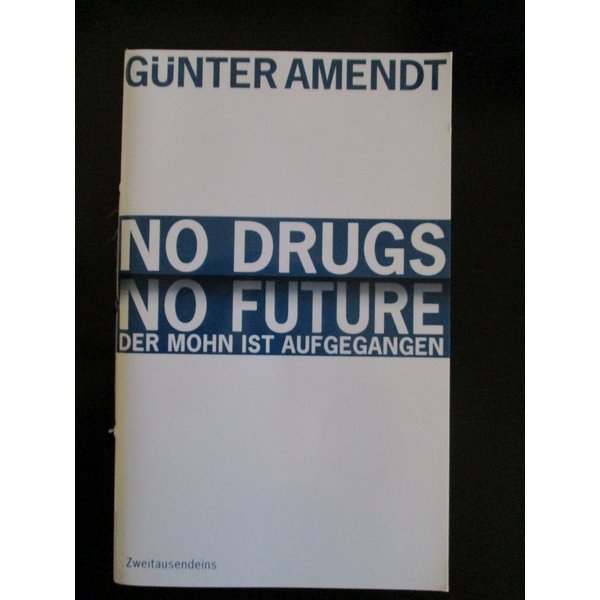 GÜNTER AMENDT
NO DRUGS
NO FUTURE
DER MOHN IST AUFGEGANGEN
Zweitausendeins